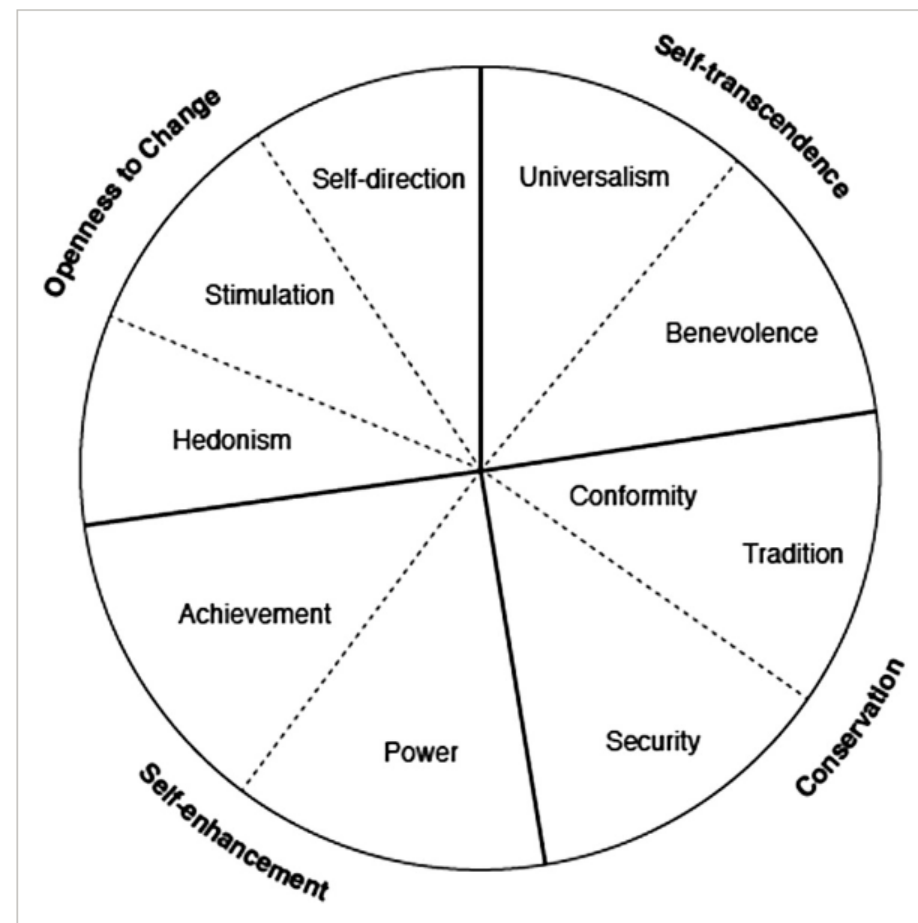 Self-transcendence
Openness to Change
Self-direction
Universalism
Stimulation
Benevolence
Hedonism
Conformity
Tradition
Achievement
Security
Power
Conservation
Self-enhancement